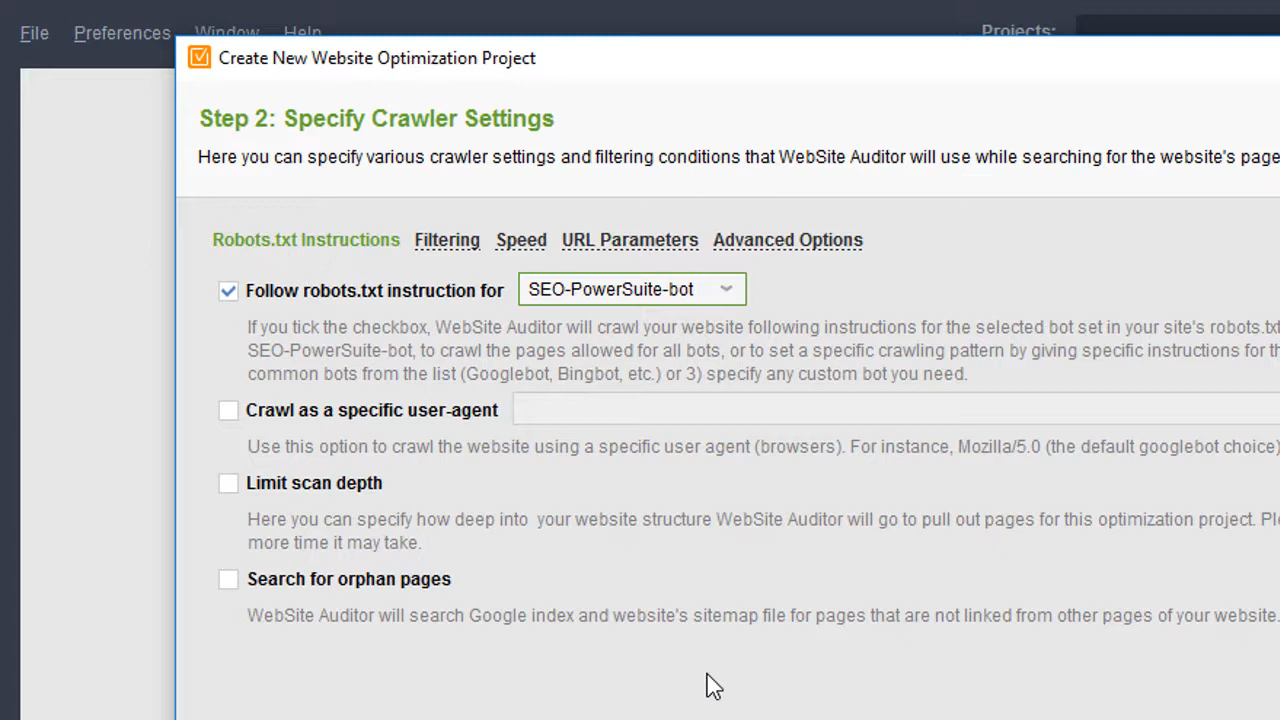 File Preferences Window Help Projects:
Create New Website Optimization Project
Step 2: Specify Crawler Settings
Here you can specify various crawler settings and filtering conditions that WebSite Auditor will use while searching for the website's page
Robots.txt Instructions Filtering Speed URL Parameters Advanced Options
Follow robots.txt instruction for SEO-PowerSuite-bot
If you tick the checkbox, WebSite Auditor will crawl your website following instructions for the selected bot set in your site's robots.txt
SEO-PowerSuite-bot, to crawl the pages allowed for all bots, or to set a specific crawling pattern by giving specific instructions for th
common bots from the list (Googlebot, Bingbot, etc.) or 3) specify any custom bot you need.
Crawl as a specific user-agent
Use this option to crawl the website using a specific user agent (browsers). For instance, Mozilla/5.0 (the default googlebot choice)
Limit scan depth
Here you can specify how deep into your website structure WebSite Auditor will go to pull out pages for this optimization project. Ple
more time it may take.
Search for orphan pages
WebSite Auditor will search Google index and website's sitemap file for pages that are not linked from other pages of your website.